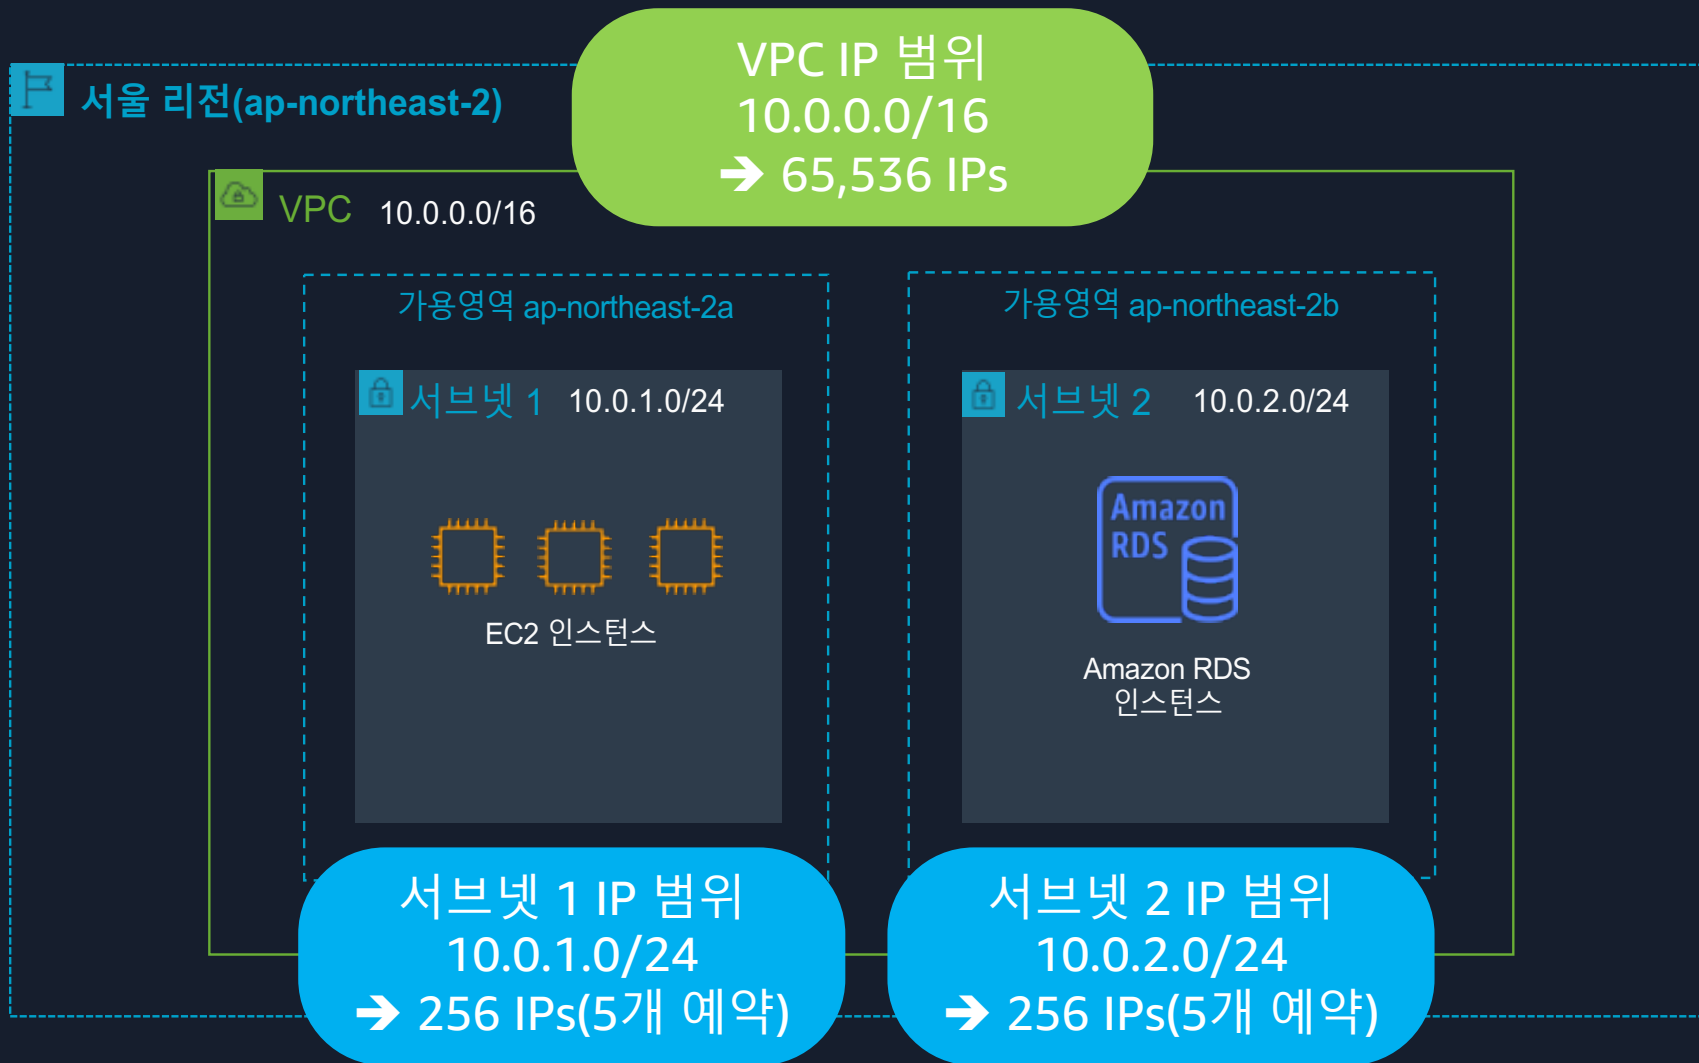 VPC IP 범위
10.0.0.0/16
➔ 65,536 IPs
서울 리전(ap-northeast-2)
VPC 10.0.0.0/16
가용영역 ap-northeast-2a
가용영역 ap-northeast-2b
서브넷 1 10.0.1.0/24
서브넷 2 10.0.2.0/24
EC2 인스턴스
Amazon
RDS
Amazon RDS
인스턴스
서브넷 1 IP 범위
10.0.1.0/24
➔ 256 IPs(5개 예약)
서브넷 2 IP 범위
10.0.2.0/24
➔ 256 IPs(5개 예약)